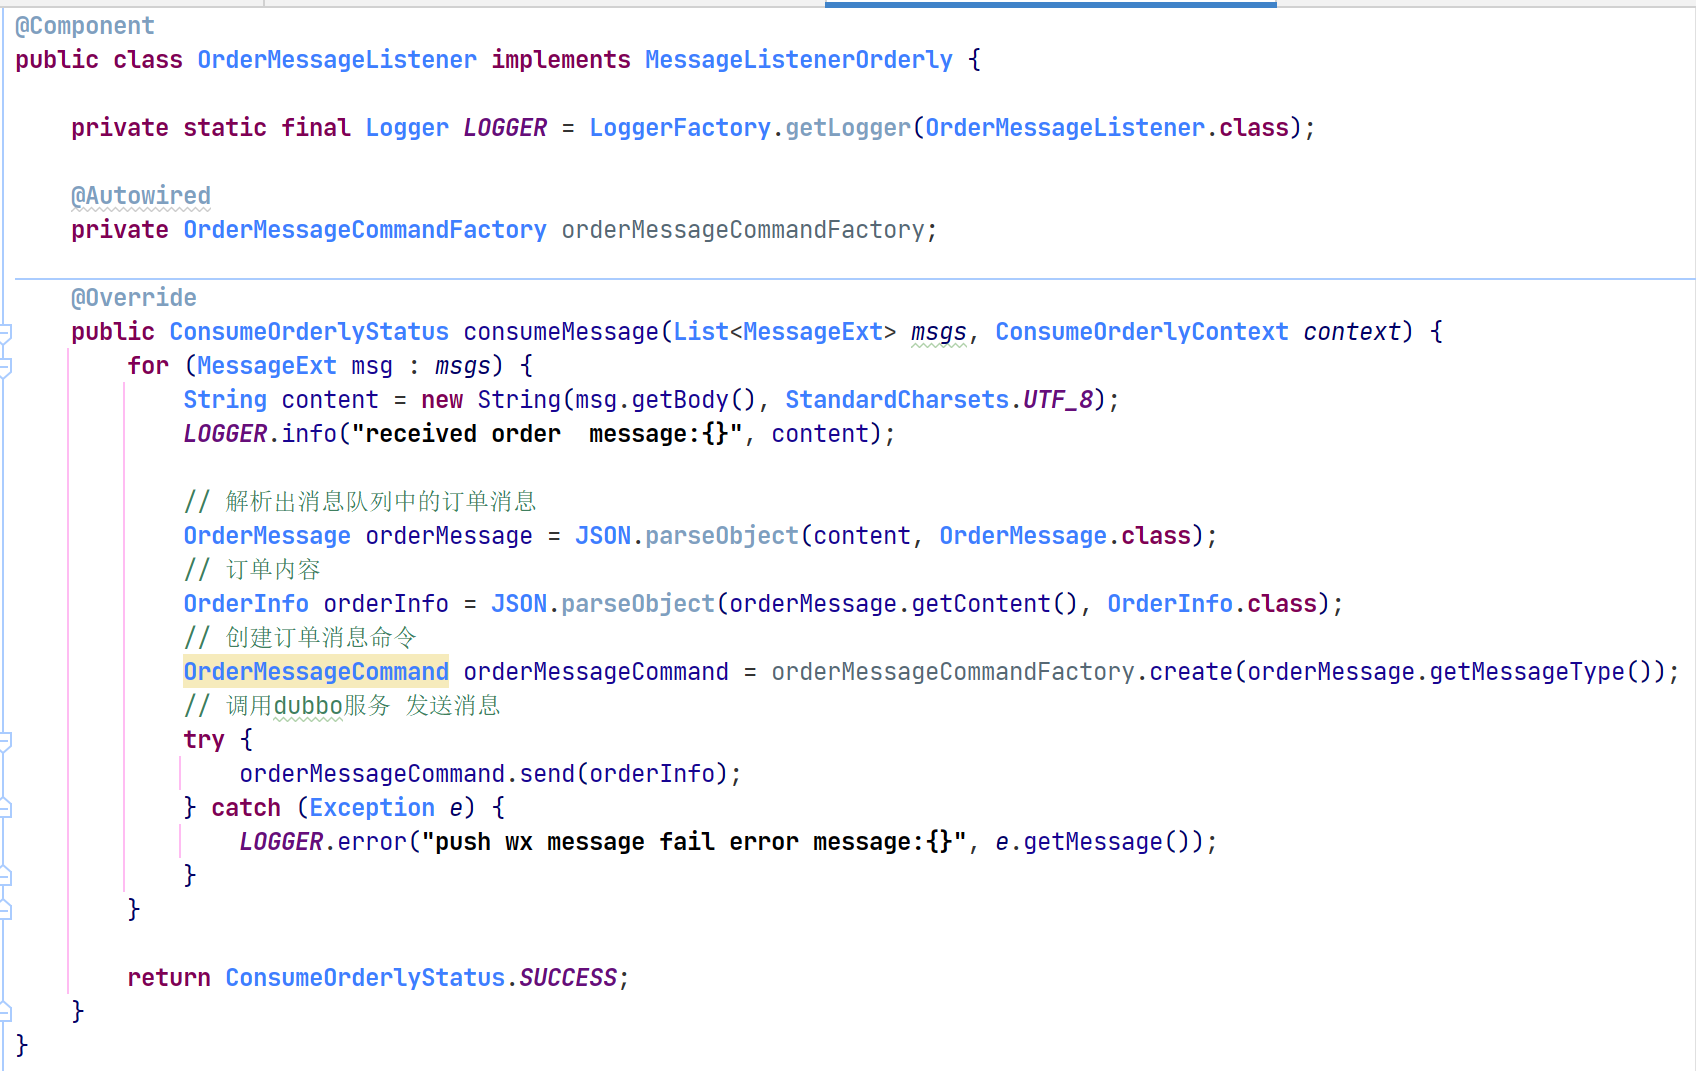 @Component
public class OrderMessageListener implements MessageListenerOrderly {
private static final Logger LOGGER = LoggerFactory.getLogger(OrderMessageListener.class);
@Autowired
private OrderMessageCommandFactory orderMessageCommandFactory;
@Override
public ConsumeOrderlyStatus consumeMessage(List<MessageExt> msgs, ConsumeOrderlyContext context) {
for (MessageExt msg : msgs) {
String content = new String(msg.getBody(), StandardCharsets.UTF_8);
LOGGER.info("received order  message:{}", content);
// 解析出消息队列中的订单消息
OrderMessage orderMessage = JSON.parseObject(content, OrderMessage.class);
// 订单内容
OrderInfo orderInfo = JSON.parseObject(orderMessage.getContent(), OrderInfo.class);
// 创建订单消息命令
OrderMessageCommand orderMessageCommand = orderMessageCommandFactory.create(orderMessage.getMessageType());
// 调用dubbo服务 发送消息
try {
orderMessageCommand.send(orderInfo);
} catch (Exception e) {
LOGGER.error("push wx message fail error message:{}", e.getMessage());
}
}
return ConsumeOrderlyStatus.SUCCESS;
}
}